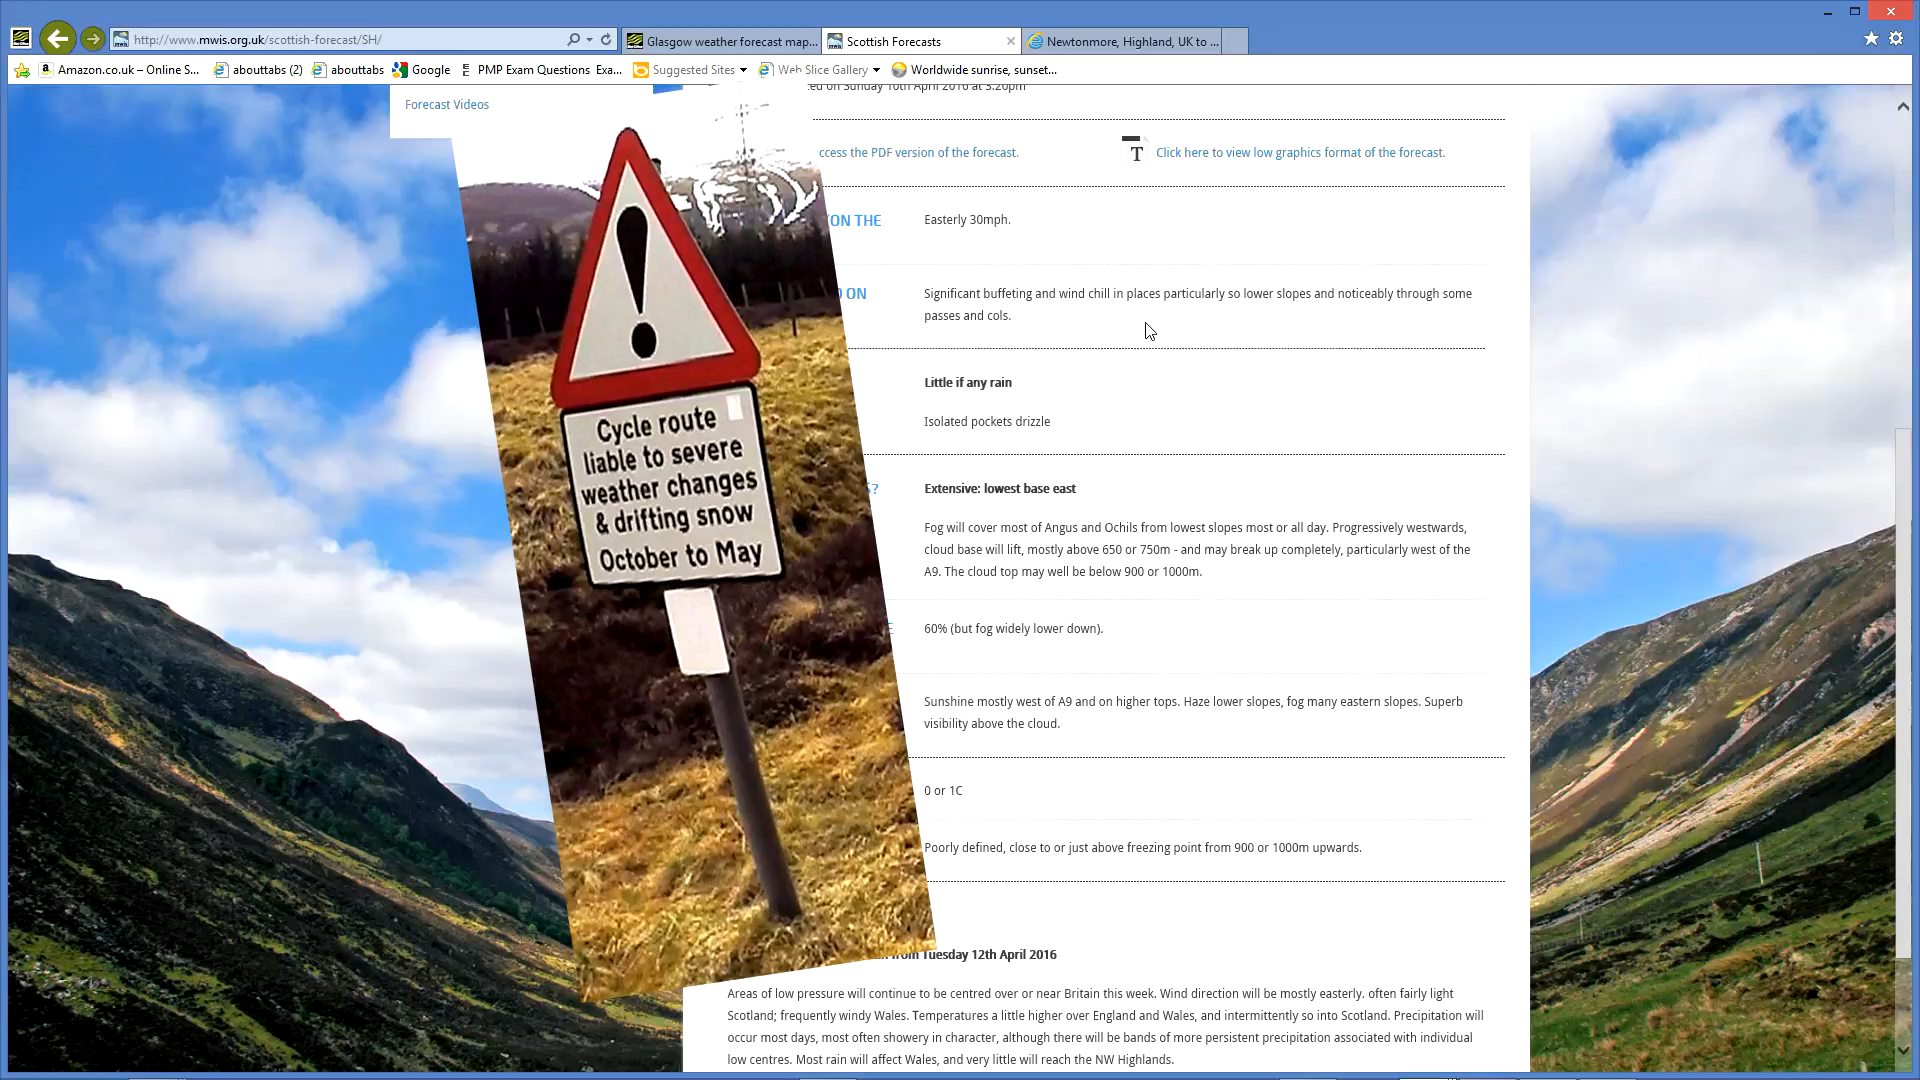 http://www.mwis.org.uk/scottish-forecast/SH/
Glasgow weather forecast map...
Scottish Forecasts
Newtonmore, Highland, UK to ...
Amazon.co.uk – Online S...
abouttabs (2)
abouttabs
Google
PMP Exam Questions Exa...
Suggested Sites
Web Slice Gallery
Worldwide sunrise, sunset...
Forecast Videos
on Sunday 10th April 2016 at 3:20pm
ccess the PDF version of the forecast.
T
Click here to view low graphics format of the forecast.
ON THE
Easterly 30mph.
ON
Significant buffeting and wind chill in places particularly so lower slopes and noticeably through some
passes and cols.
Little if any rain
Isolated pockets drizzle
Extensive: lowest base east
Fog will cover most of Angus and Ochils from lowest slopes most or all day. Progressively westwards,
cloud base will lift, mostly above 650 or 750m - and may break up completely, particularly west of the
A9. The cloud top may well be below 900 or 1000m.
60% (but fog widely lower down).
Sunshine mostly west of A9 and on higher tops. Haze lower slopes, fog many eastern slopes. Superb
visibility above the cloud.
0 or 1C
Poorly defined, close to or just above freezing point from 900 or 1000m upwards.
from Tuesday 12th April 2016
Areas of low pressure will continue to be centred over or near Britain this week. Wind direction will be mostly easterly. often fairly light
Scotland; frequently windy Wales. Temperatures a little higher over England and Wales, and intermittently so into Scotland. Precipitation will
occur most days, most often showery in character, although there will be bands of more persistent precipitation associated with individual
low centres. Most rain will affect Wales, and very little will reach the NW Highlands.
!
Cycle route
liable to severe
weather changes
& drifting snow
October to May